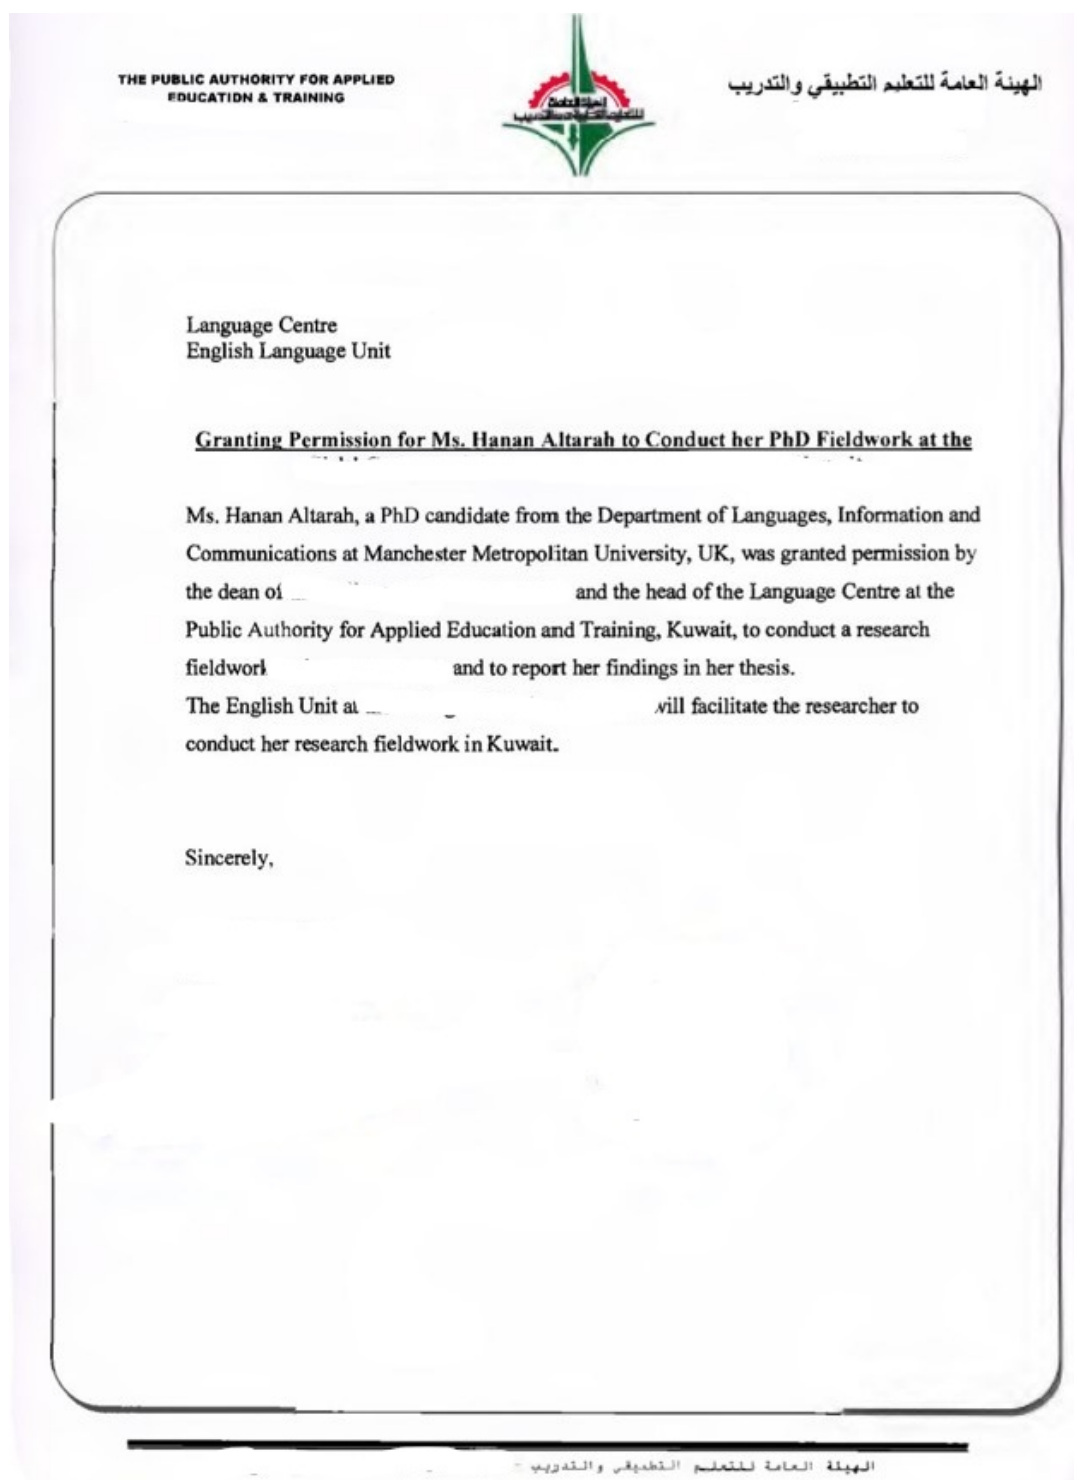 THE PUBLIC AUTHORITY FOR APPLIED
EDUCATION & TRAINING
الهيئة العامة للتعليم التطبيقي والتدريب
الهيئة العامة
للتعليم التطبيقي والتدريب
Language Centre
English Language Unit
Granting Permission for Ms. Hanan Altarah to Conduct her PhD Fieldwork at the
Ms. Hanan Altarah, a PhD candidate from the Department of Languages, Information and
Communications at Manchester Metropolitan University, UK, was granted permission by
the dean of and the head of the Language Centre at the
Public Authority for Applied Education and Training, Kuwait, to conduct a research
fieldwork and to report her findings in her thesis.
The English Unit at will facilitate the researcher to
conduct her research fieldwork in Kuwait.
Sincerely,
الهيئة العامة للتعليم التطبيقي والتدريب -